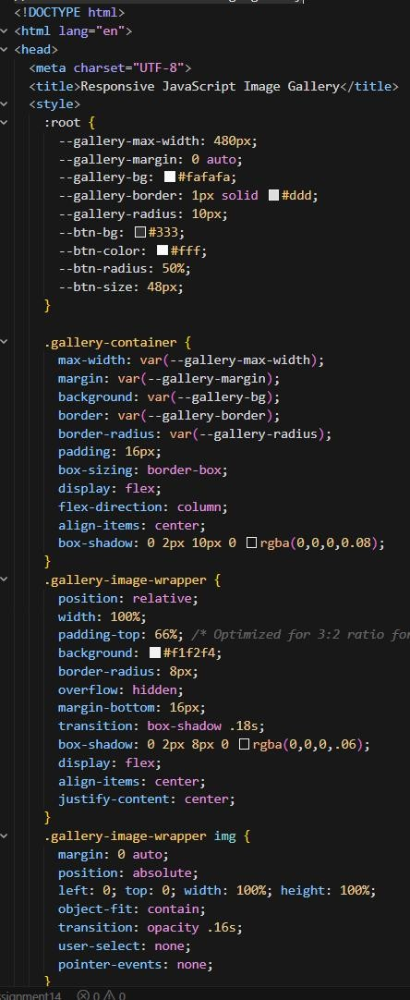 <!DOCTYPE html>
<html lang="en">
<head>
<meta charset="UTF-8">
<title>Responsive JavaScript Image Gallery</title>
<style>
:root {
--gallery-max-width: 480px;
--gallery-margin: 0 auto;
--gallery-bg: #fafafa;
--gallery-border: 1px solid #ddd;
--gallery-radius: 10px;
--btn-bg: #333;
--btn-color: #fff;
--btn-radius: 50%;
--btn-size: 48px;
}
.gallery-container {
max-width: var(--gallery-max-width);
margin: var(--gallery-margin);
background: var(--gallery-bg);
border: var(--gallery-border);
border-radius: var(--gallery-radius);
padding: 16px;
box-sizing: border-box;
display: flex;
flex-direction: column;
align-items: center;
box-shadow: 0 2px 10px 0 rgba(0,0,0,0.08);
}
.gallery-image-wrapper {
position: relative;
width: 100%;
padding-top: 66%; /* Optimized for 3:2 ratio for
background: #f1f2f4;
border-radius: 8px;
overflow: hidden;
margin-bottom: 16px;
transition: box-shadow .18s;
box-shadow: 0 2px 8px 0 rgba(0,0,0,.06);
display: flex;
align-items: center;
justify-content: center;
}
.gallery-image-wrapper img {
margin: 0 auto;
position: absolute;
left: 0; top: 0; width: 100%; height: 100%;
object-fit: contain;
transition: opacity .16s;
user-select: none;
pointer-events: none;
}
signment14 0 0